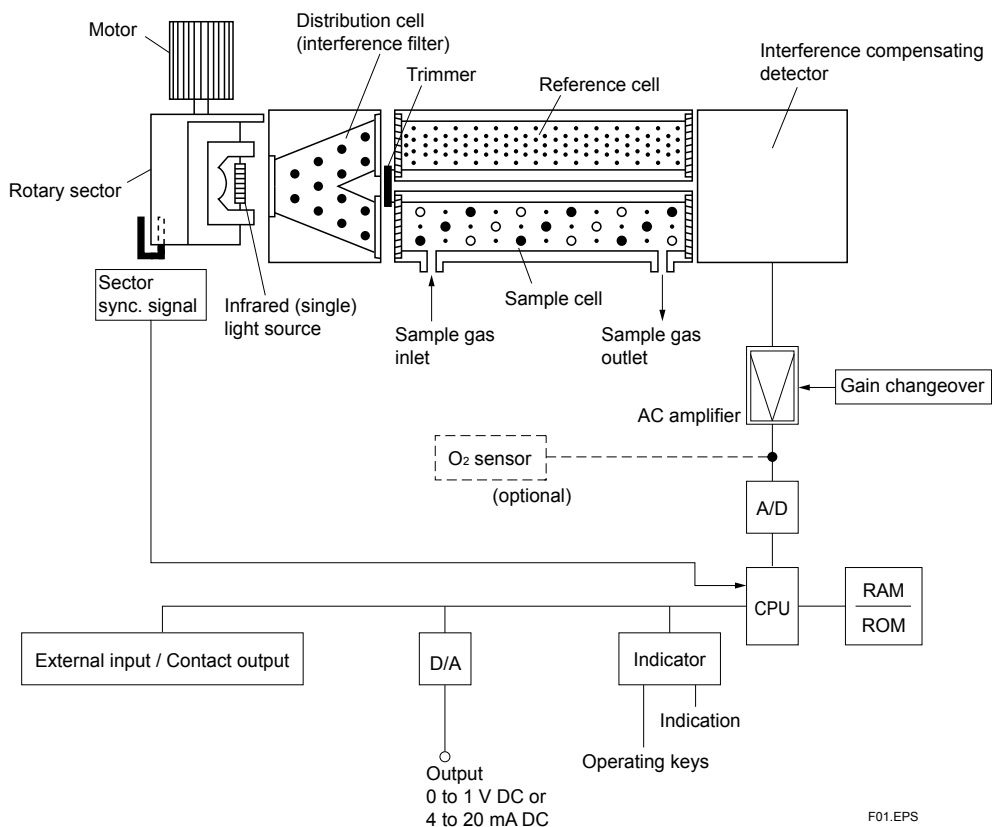 Motor
Distribution cell
(interference filter)
Trimmer
Reference cell
Interference compensating
detector
Rotary sector
Sector
sync. signal
Infrared (single)
light source
Sample gas
inlet
Sample cell
Sample gas
outlet
AC amplifier
Gain changeover
O₂ sensor
(optional)
A/D
CPU
RAM
ROM
External input / Contact output
D/A
Indicator
Indication
Operating keys
Output
0 to 1 V DC or
4 to 20 mA DC
F01.EPS